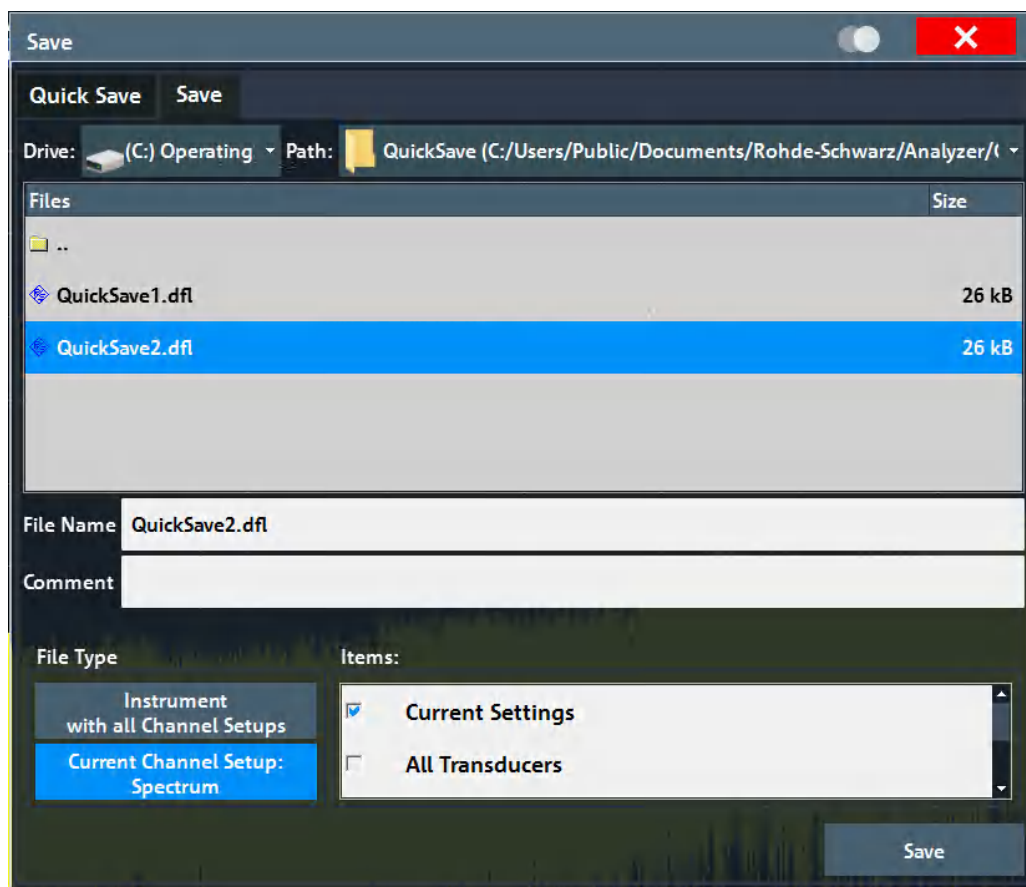 Save
Quick Save Save
Drive: (C:) Operating Path: QuickSave (C:/Users/Public/Documents/Rohde-Schwarz/Analyzer/(
Files Size
..
QuickSave1.dfl 26 kB
QuickSave2.dfl 26 kB
File Name QuickSave2.dfl
Comment
File Type Items:
Instrument
with all Channel Setups
Current Channel Setup:
Spectrum
Current Settings
All Transducers
Save